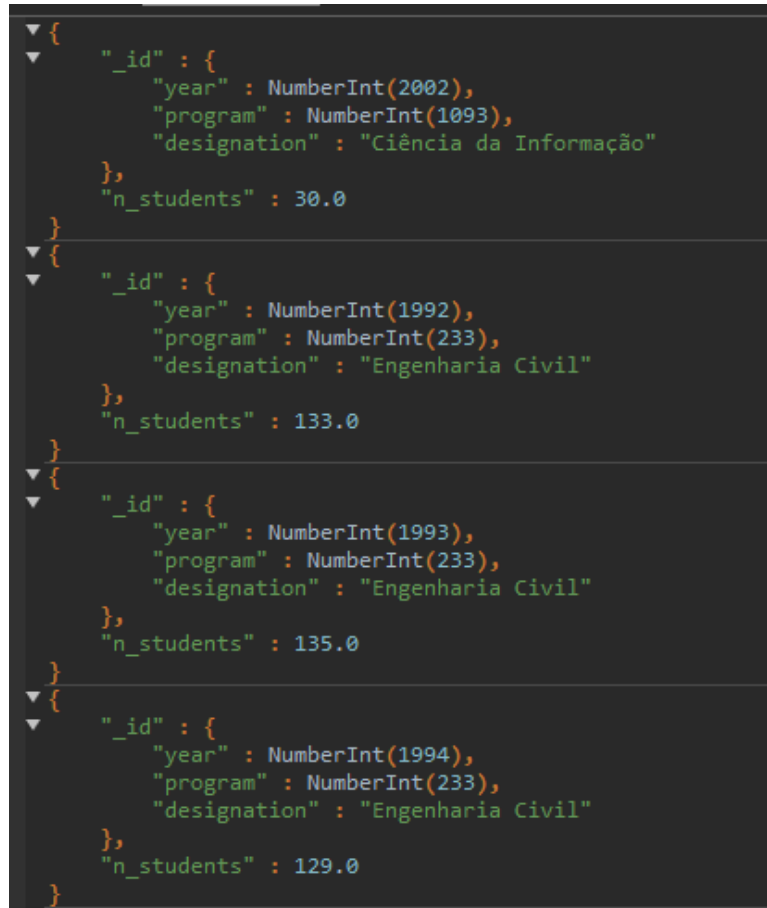 {
"_id" : {
"year" : NumberInt(2002),
"program" : NumberInt(1093),
"designation" : "Ciência da Informação"
},
"n_students" : 30.0
}
{
"_id" : {
"year" : NumberInt(1992),
"program" : NumberInt(233),
"designation" : "Engenharia Civil"
},
"n_students" : 133.0
}
{
"_id" : {
"year" : NumberInt(1993),
"program" : NumberInt(233),
"designation" : "Engenharia Civil"
},
"n_students" : 135.0
}
{
"_id" : {
"year" : NumberInt(1994),
"program" : NumberInt(233),
"designation" : "Engenharia Civil"
},
"n_students" : 129.0
}